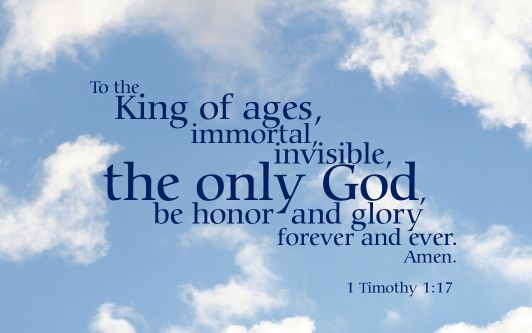 To the
King of ages,
immortal,
invisible,
the only God,
be honor and glory
forever and ever.
Amen.
1 Timothy 1:17